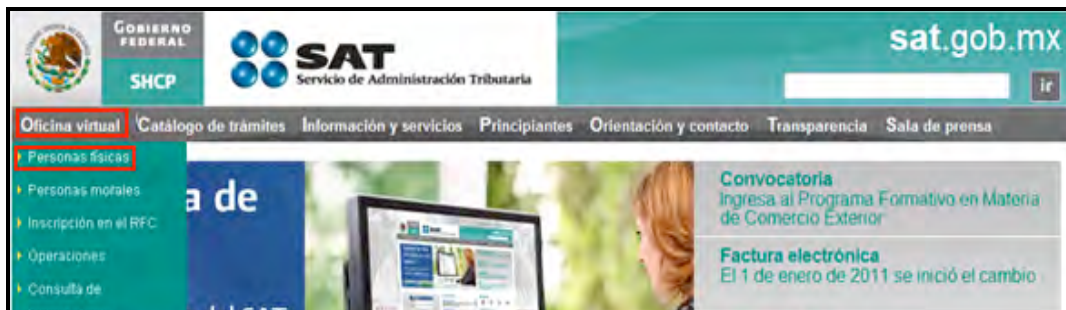 GOBIERNO
FEDERAL
SHCP
SAT
Servicio de Administración Tributaria
sat.gob.mx
ir
Oficina virtual Catálogo de trámites Información y servicios Principiantes Orientación y contacto Transparencia Sala de prensa
Personas físicas
Personas morales
Inscripción en el RFC
Operaciones
Consulta de
a de
Convocatoria
Ingresa al Programa Formativo en Materia
de Comercio Exterior
Factura electrónica
El 1 de enero de 2011 se inició el cambio